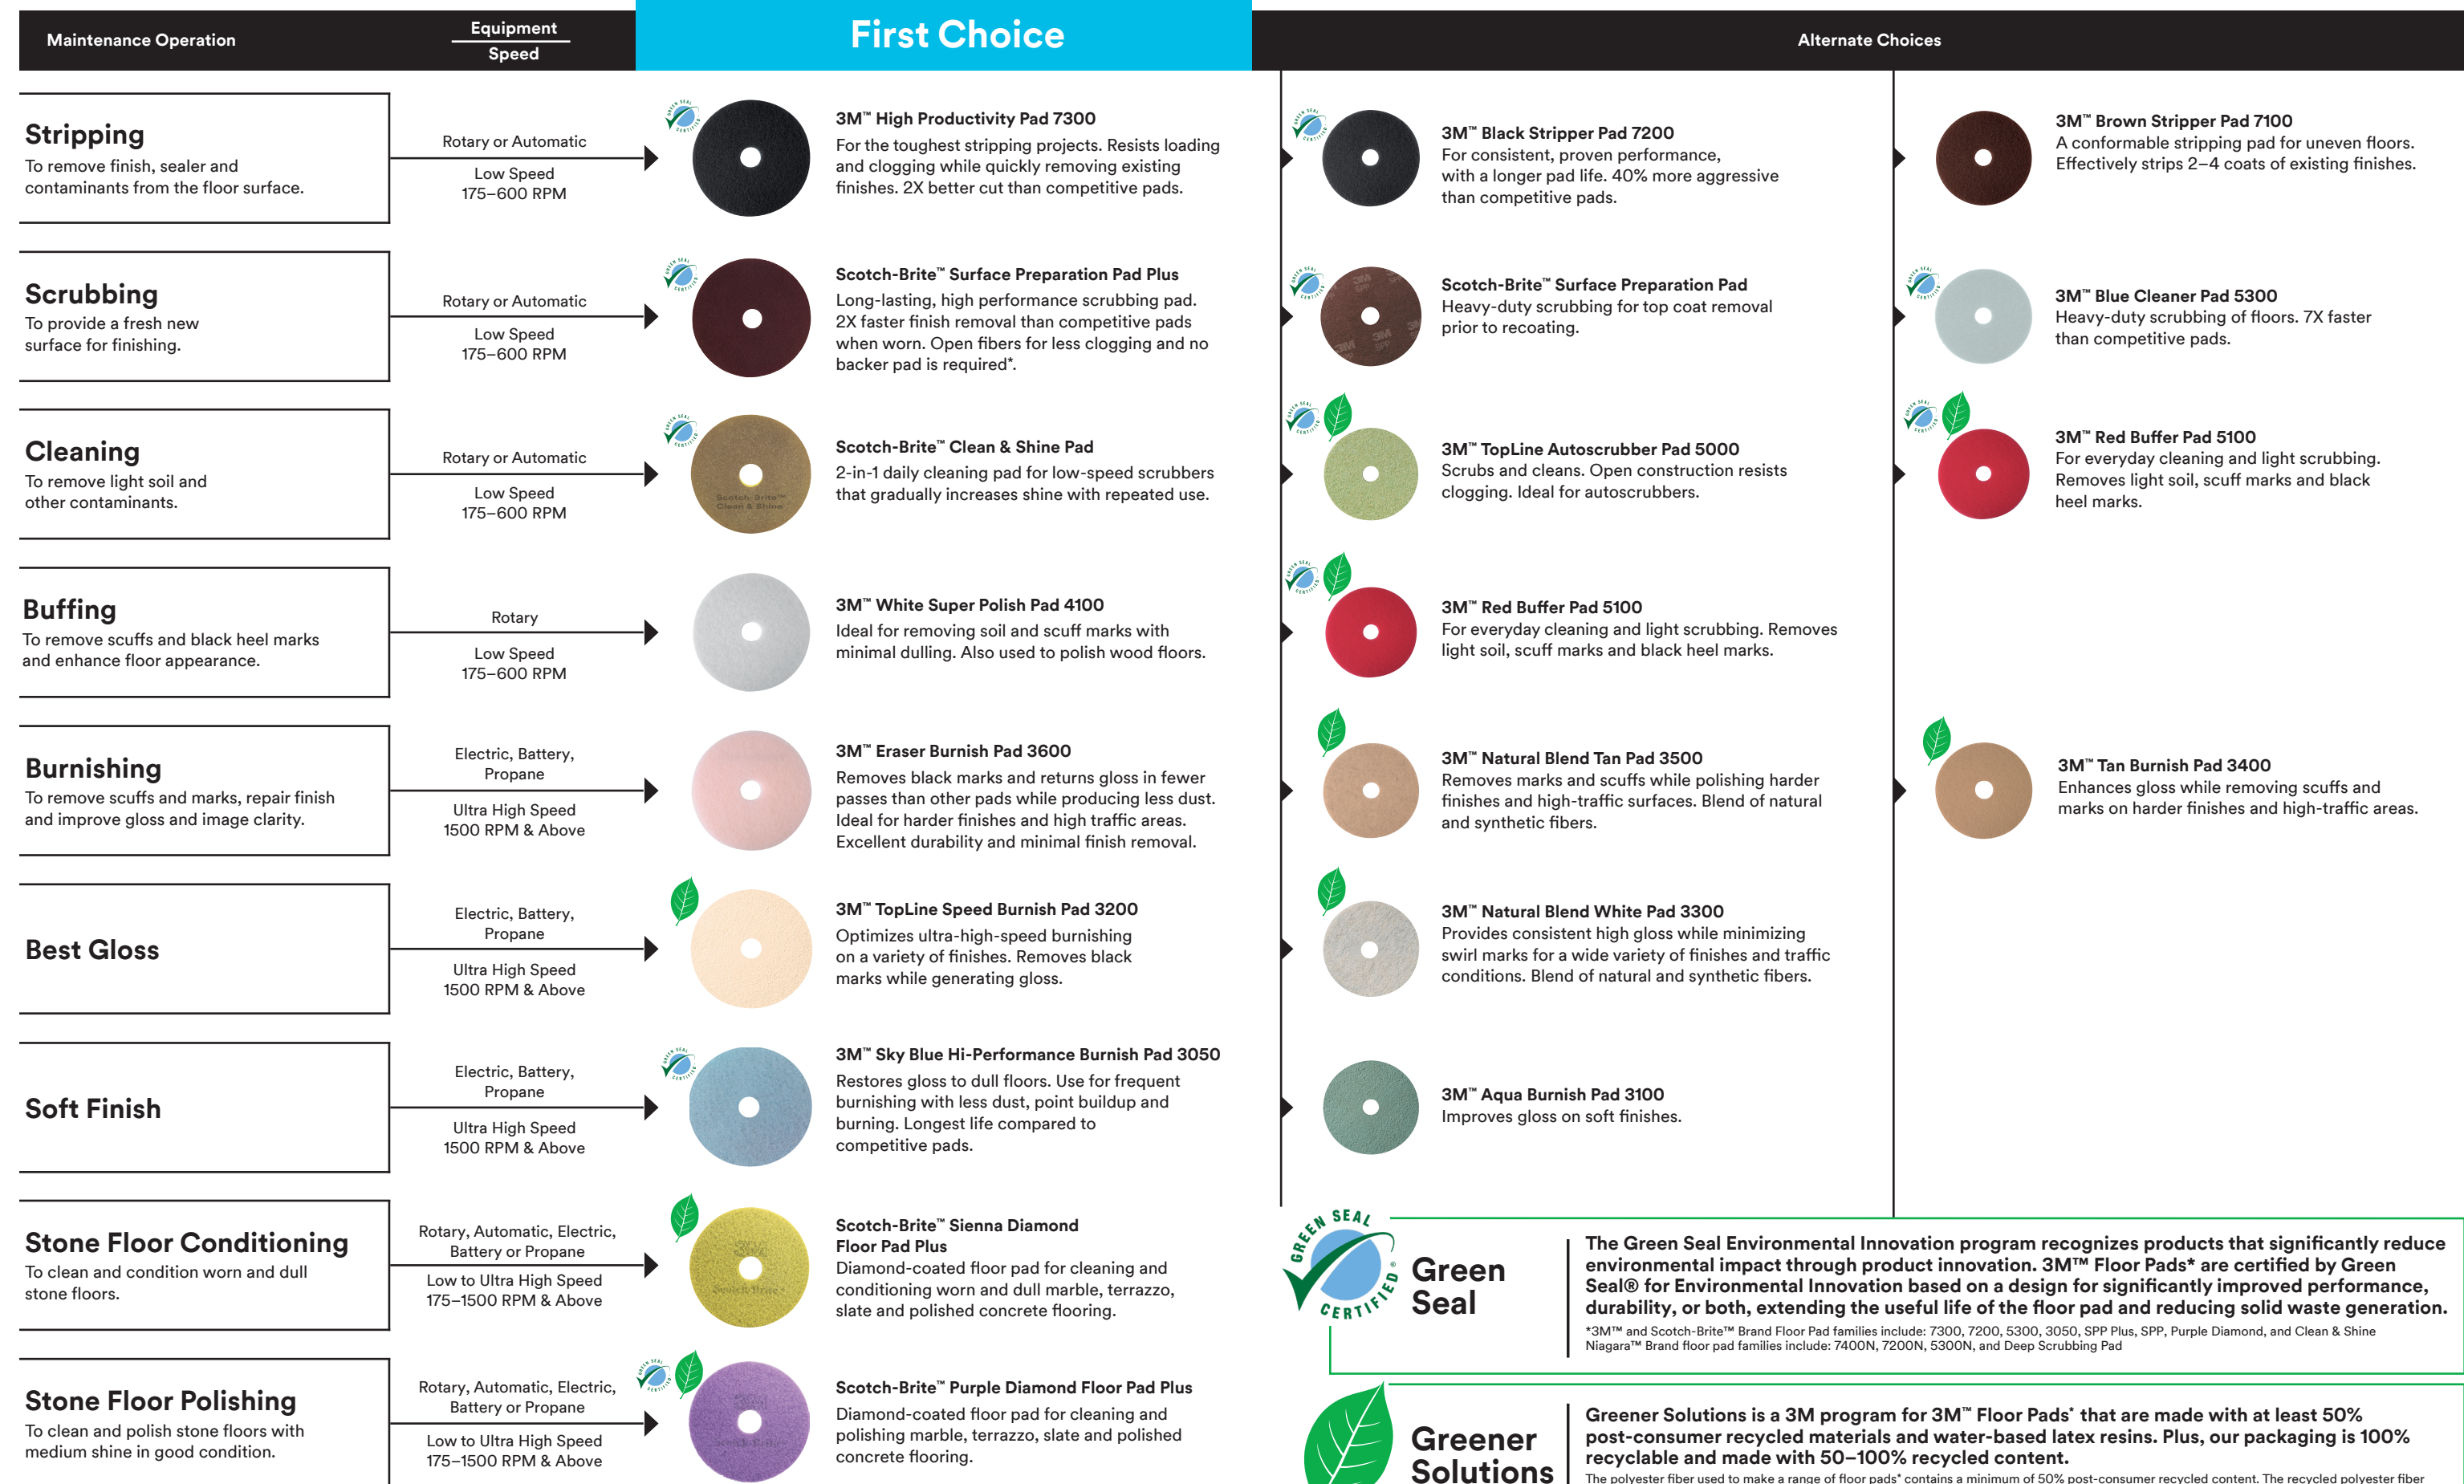 Maintenance Operation
Equipment
Speed
First Choice
Alternate Choices
Stripping
To remove finish, sealer and
contaminants from the floor surface.
Rotary or Automatic
Low Speed
175–600 RPM
3M™ High Productivity Pad 7300
For the toughest stripping projects. Resists loading
and clogging while quickly removing existing
finishes. 2X better cut than competitive pads.
3M™ Black Stripper Pad 7200
For consistent, proven performance,
with a longer pad life. 40% more aggressive
than competitive pads.
3M™ Brown Stripper Pad 7100
A conformable stripping pad for uneven floors.
Effectively strips 2–4 coats of existing finishes.
Scrubbing
To provide a fresh new
surface for finishing.
Rotary or Automatic
Low Speed
175–600 RPM
Scotch-Brite™ Surface Preparation Pad Plus
Long-lasting, high performance scrubbing pad.
2X faster finish removal than competitive pads
when worn. Open fibers for less clogging and no
backer pad is required*.
Scotch-Brite™ Surface Preparation Pad
Heavy-duty scrubbing for top coat removal
prior to recoating.
3M™ Blue Cleaner Pad 5300
Heavy-duty scrubbing of floors. 7X faster
than competitive pads.
Cleaning
To remove light soil and
other contaminants.
Rotary or Automatic
Low Speed
175–600 RPM
Scotch-Brite™
Clean & Shine
Scotch-Brite™ Clean & Shine Pad
2-in-1 daily cleaning pad for low-speed scrubbers
that gradually increases shine with repeated use.
3M™ TopLine Autoscrubber Pad 5000
Scrubs and cleans. Open construction resists
clogging. Ideal for autoscrubbers.
3M™ Red Buffer Pad 5100
For everyday cleaning and light scrubbing.
Removes light soil, scuff marks and black
heel marks.
Buffing
To remove scuffs and black heel marks
and enhance floor appearance.
Rotary
Low Speed
175–600 RPM
3M™ White Super Polish Pad 4100
Ideal for removing soil and scuff marks with
minimal dulling. Also used to polish wood floors.
3M™ Red Buffer Pad 5100
For everyday cleaning and light scrubbing. Removes
light soil, scuff marks and black heel marks.
Burnishing
To remove scuffs and marks, repair finish
and improve gloss and image clarity.
Electric, Battery,
Propane
Ultra High Speed
1500 RPM & Above
3M™ Eraser Burnish Pad 3600
Removes black marks and returns gloss in fewer
passes than other pads while producing less dust.
Ideal for harder finishes and high traffic areas.
Excellent durability and minimal finish removal.
3M™ Natural Blend Tan Pad 3500
Removes marks and scuffs while polishing harder
finishes and high-traffic surfaces. Blend of natural
and synthetic fibers.
3M™ Tan Burnish Pad 3400
Enhances gloss while removing scuffs and
marks on harder finishes and high-traffic areas.
Best Gloss
Electric, Battery,
Propane
Ultra High Speed
1500 RPM & Above
3M™ TopLine Speed Burnish Pad 3200
Optimizes ultra-high-speed burnishing
on a variety of finishes. Removes black
marks while generating gloss.
3M™ Natural Blend White Pad 3300
Provides consistent high gloss while minimizing
swirl marks for a wide variety of finishes and traffic
conditions. Blend of natural and synthetic fibers.
Soft Finish
Electric, Battery,
Propane
Ultra High Speed
1500 RPM & Above
3M™ Sky Blue Hi-Performance Burnish Pad 3050
Restores gloss to dull floors. Use for frequent
burnishing with less dust, point buildup and
burning. Longest life compared to
competitive pads.
3M™ Aqua Burnish Pad 3100
Improves gloss on soft finishes.
Stone Floor Conditioning
To clean and condition worn and dull
stone floors.
Rotary, Automatic, Electric,
Battery or Propane
Low to Ultra High Speed
175–1500 RPM & Above
3M
Scotch-Brite™
Scotch-Brite™ Sienna Diamond
Floor Pad Plus
Diamond-coated floor pad for cleaning and
conditioning worn and dull marble, terrazzo,
slate and polished concrete flooring.
GREEN SEAL
CERTIFIED®
Green
Seal
The Green Seal Environmental Innovation program recognizes products that significantly reduce
environmental impact through product innovation. 3M™ Floor Pads* are certified by Green
Seal® for Environmental Innovation based on a design for significantly improved performance,
durability, or both, extending the useful life of the floor pad and reducing solid waste generation.
*3M™ and Scotch-Brite™ Brand Floor Pad families include: 7300, 7200, 5300, 3050, SPP Plus, SPP, Purple Diamond, and Clean & Shine
Niagara™ Brand floor pad families include: 7400N, 7200N, 5300N, and Deep Scrubbing Pad
Stone Floor Polishing
To clean and polish stone floors with
medium shine in good condition.
Rotary, Automatic, Electric,
Battery or Propane
Low to Ultra High Speed
175–1500 RPM & Above
3M
Scotch-Brite™
Scotch-Brite™ Purple Diamond Floor Pad Plus
Diamond-coated floor pad for cleaning and
polishing marble, terrazzo, slate and polished
concrete flooring.
Greener
Solutions
Greener Solutions is a 3M program for 3M™ Floor Pads* that are made with at least 50%
post-consumer recycled materials and water-based latex resins. Plus, our packaging is 100%
recyclable and made with 50–100% recycled content.
The polyester fiber used to make a range of floor pads* contains a minimum of 50% post-consumer recycled content. The recycled polyester fiber